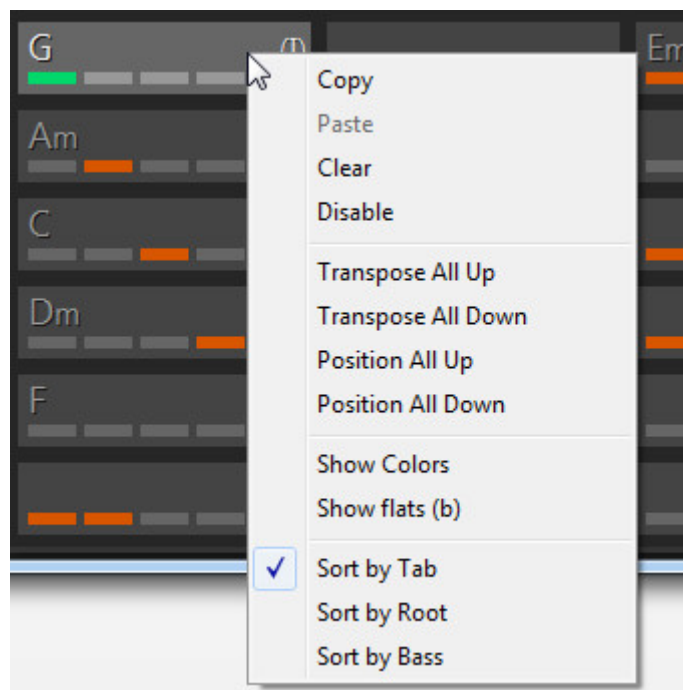 G (I)
Em
Am
C
Dm
F
Copy
Paste
Clear
Disable
Transpose All Up
Transpose All Down
Position All Up
Position All Down
Show Colors
Show flats (b)
Sort by Tab
Sort by Root
Sort by Bass